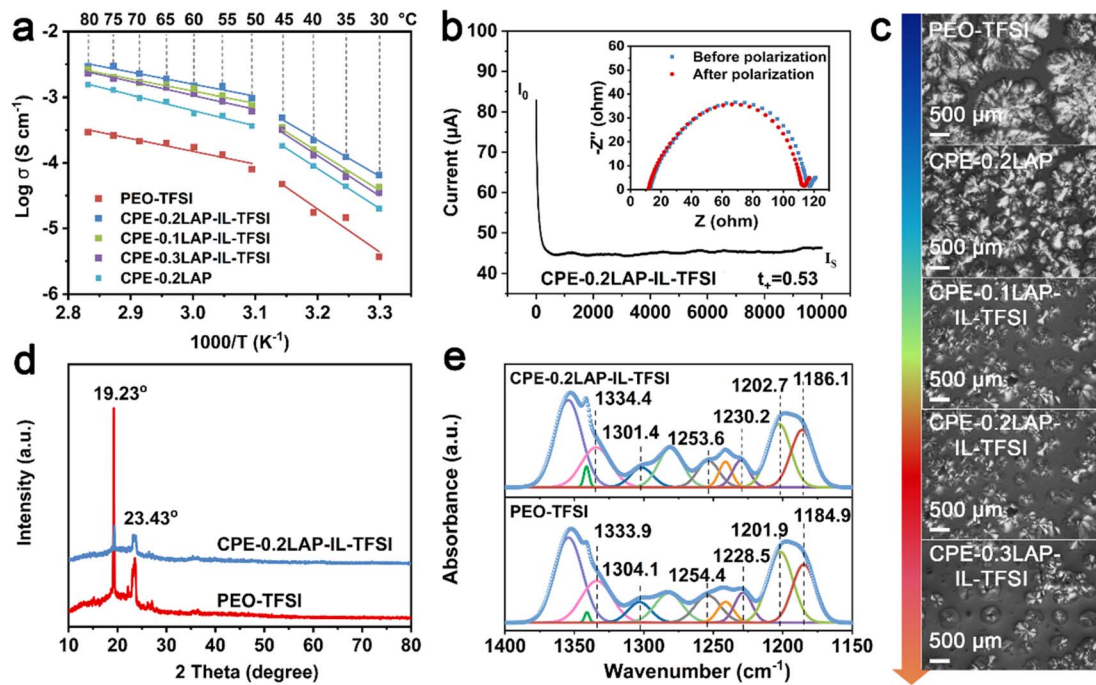 a
80 75 70 65 60 55 50 45 40 35 30 °C
-2
-3
-4
-5
-6
Log σ (S cm⁻¹)
PEO-TFSI
CPE-0.2LAP-IL-TFSI
CPE-0.1LAP-IL-TFSI
CPE-0.3LAP-IL-TFSI
CPE-0.2LAP
2.8 2.9 3.0 3.1 3.2 3.3
1000/T (K⁻¹)
b
100
90
80
70
60
50
40
Current (μA)
I₀
Before polarization
After polarization
60
50
40
30
20
10
0
-Z'' (ohm)
0 20 40 60 80 100 120
Z (ohm)
Iₛ
CPE-0.2LAP-IL-TFSI t₊=0.53
0 2000 4000 6000 8000 10000
c
PEO-TFSI
500 μm
CPE-0.2LAP
500 μm
CPE-0.1LAP-
IL-TFSI
500 μm
CPE-0.2LAP-
IL-TFSI
500 μm
CPE-0.3LAP-
IL-TFSI
500 μm
d
Intensity (a.u.)
19.23°
23.43°
CPE-0.2LAP-IL-TFSI
PEO-TFSI
10 20 30 40 50 60 70 80
2 Theta (degree)
e
Absorbance (a.u.)
CPE-0.2LAP-IL-TFSI
1334.4
1301.4
1253.6
1230.2
1202.7
1186.1
PEO-TFSI
1333.9
1304.1
1254.4
1228.5
1201.9
1184.9
1400 1350 1300 1250 1200 1150
Wavenumber (cm⁻¹)